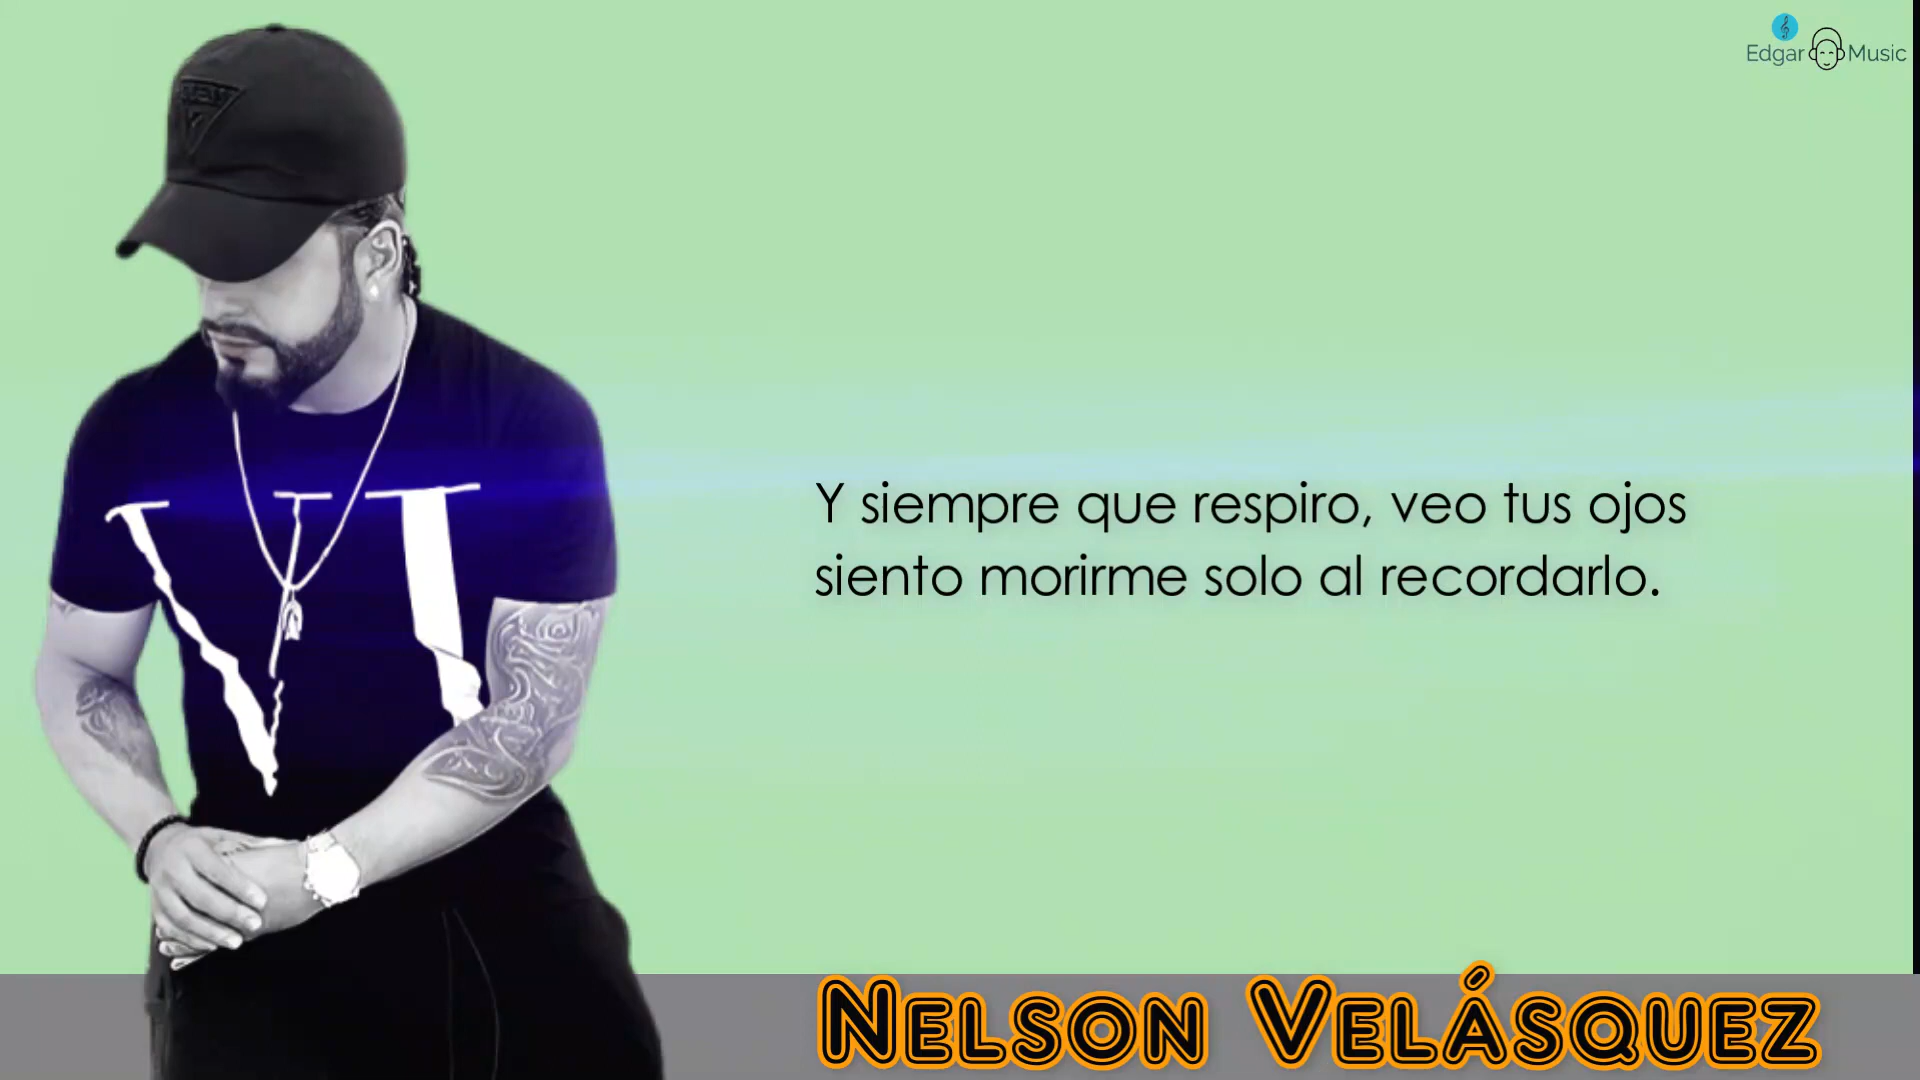 Edgar Music
Y siempre que respiro, veo tus ojos
siento morirme solo al recordarlo.
Nelson Velásquez